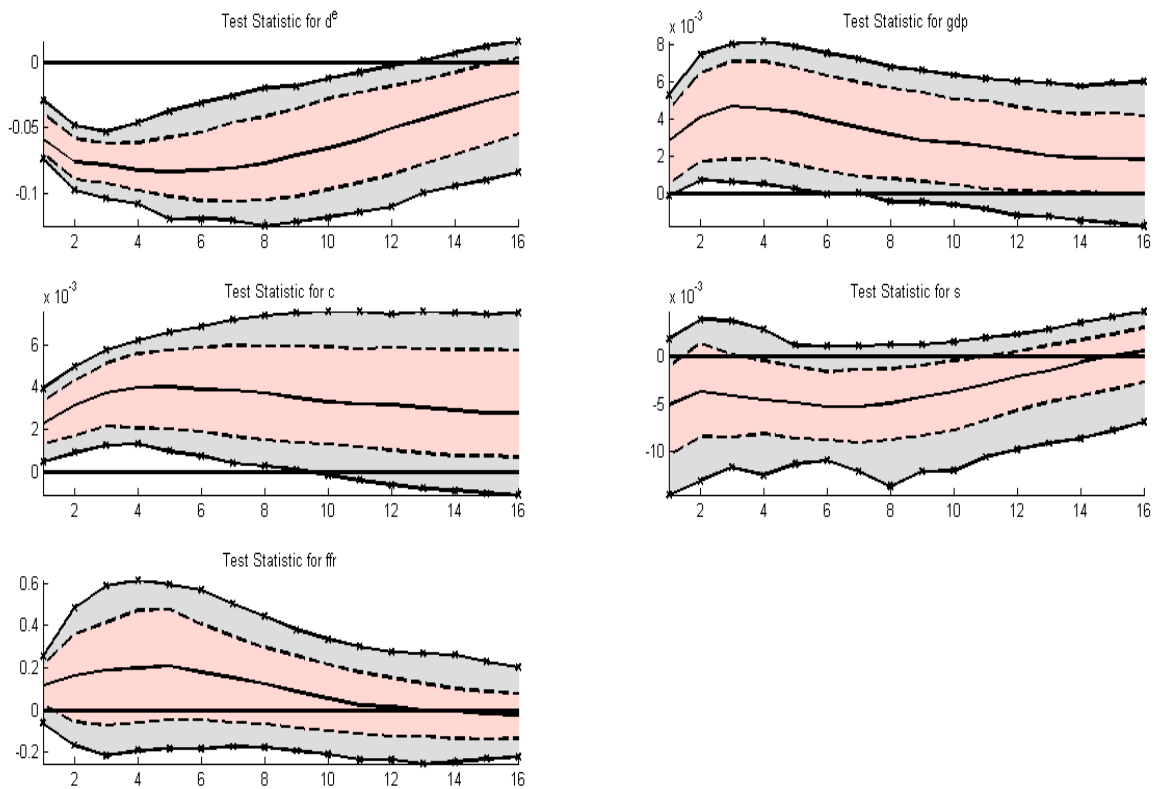 Test Statistic for dᵉ
0
-0.05
-0.1
2 4 6 8 10 12 14 16
Test Statistic for gdp
x 10⁻³
8
6
4
2
0
2 4 6 8 10 12 14 16
Test Statistic for c
x 10⁻³
6
4
2
0
2 4 6 8 10 12 14 16
Test Statistic for s
x 10⁻³
0
-5
-10
2 4 6 8 10 12 14 16
Test Statistic for ffr
0.6
0.4
0.2
0
-0.2
2 4 6 8 10 12 14 16